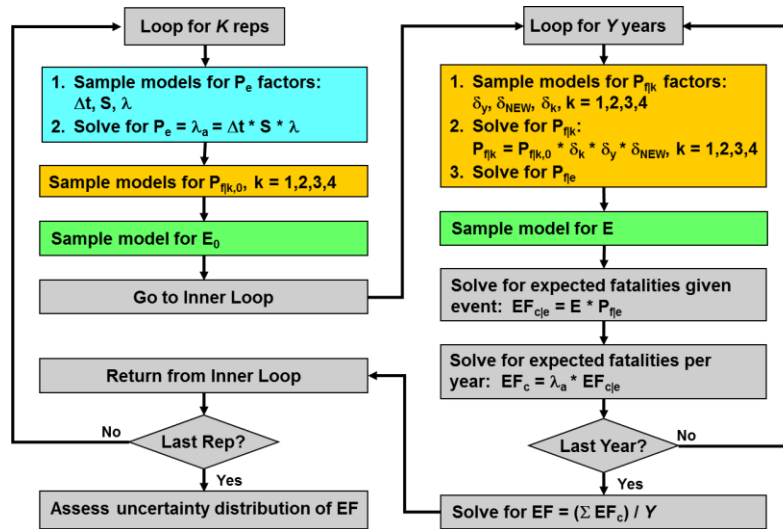 Loop for K reps
1. Sample models for Pe factors:
Δt, S, λ
2. Solve for Pe = λa = Δt * S * λ
Sample models for Pf|k,0, k = 1,2,3,4
Sample model for E0
Go to Inner Loop
Return from Inner Loop
No
Last Rep?
Yes
Assess uncertainty distribution of EF
Loop for Y years
1. Sample models for Pf|k factors:
δy, δNEW, δk, k = 1,2,3,4
2. Solve for Pf|k:
Pf|k = Pf|k,0 * δk * δy * δNEW, k = 1,2,3,4
3. Solve for Pf|e
Sample model for E
Solve for expected fatalities given
event: EFc|e = E * Pf|e
Solve for expected fatalities per
year: EFc = λa * EFc|e
Last Year?
No
Yes
Solve for EF = (Σ EFc) / Y